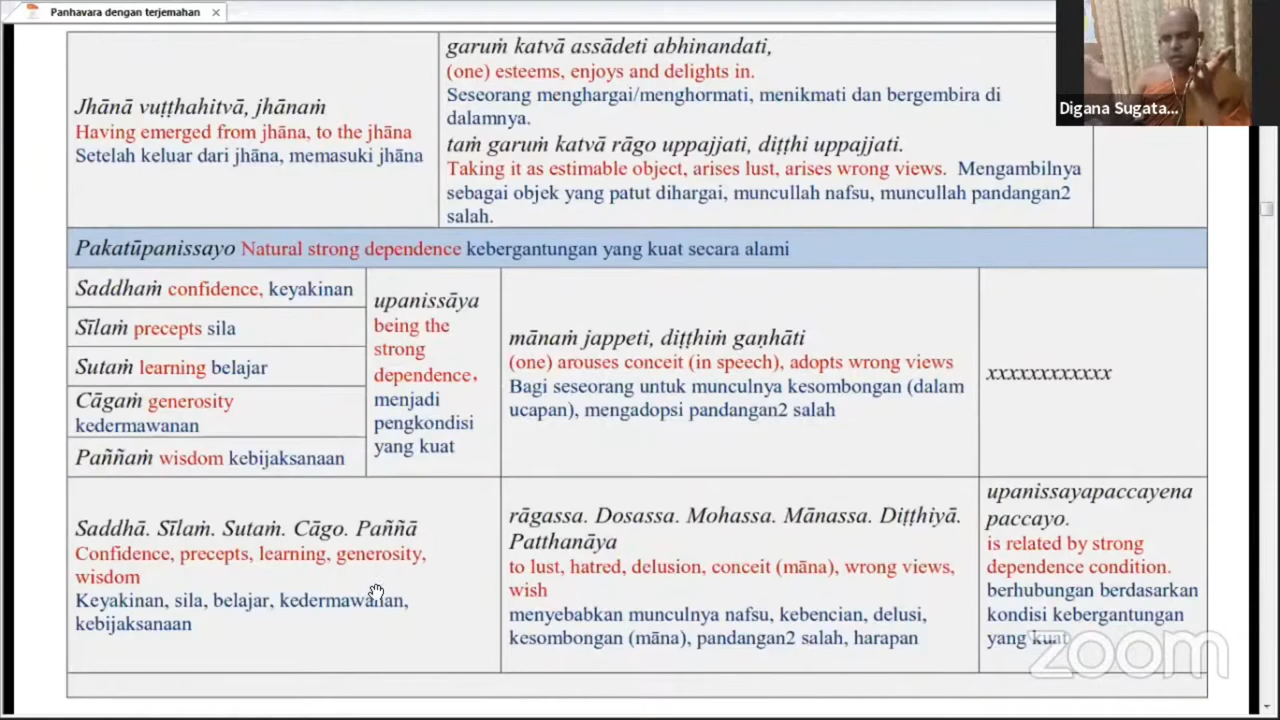 Panhavara dengan terjemahan
Jhānā vuṭṭhahitvā, jhānaṁ
Having emerged from jhāna, to the jhāna
Setelah keluar dari jhāna, memasuki jhāna
garuṁ katvā assādeti abhinandati,
(one) esteems, enjoys and delights in.
Seseorang menghargai/menghormati, menikmati dan bergembira di
dalamnya.
taṁ garuṁ katvā rāgo uppajjati, diṭṭhi uppajjati.
Taking it as estimable object, arises lust, arises wrong views. Mengambilnya
sebagai objek yang patut dihargai, muncullah nafsu, muncullah pandangan2
salah.
Digana Sugata...
Pakatūpanissayo Natural strong dependence kebergantungan yang kuat secara alami
Saddhaṁ confidence, keyakinan
Sīlaṁ precepts sila
Sutaṁ learning belajar
Cāgaṁ generosity
kedermawanan
Paññaṁ wisdom kebijaksanaan
upanissāya
being the
strong
dependence,
menjadi
pengkondisi
yang kuat
mānaṁ jappeti, diṭṭhiṁ gaṇhāti
(one) arouses conceit (in speech), adopts wrong views
Bagi seseorang untuk munculnya kesombongan (dalam
ucapan), mengadopsi pandangan2 salah
xxxxxxxxxxxx
Saddhā. Sīlaṁ. Sutaṁ. Cāgo. Paññā
Confidence, precepts, learning, generosity,
wisdom
Keyakinan, sila, belajar, kedermawanan,
kebijaksanaan
rāgassa. Dosassa. Mohassa. Mānassa. Diṭṭhiyā.
Patthanāya
to lust, hatred, delusion, conceit (māna), wrong views,
wish
menyebabkan munculnya nafsu, kebencian, delusi,
kesombongan (māna), pandangan2 salah, harapan
upanissayapaccayena
paccayo.
is related by strong
dependence condition.
berhubungan berdasarkan
kondisi kebergantungan
yang kuat
zoom